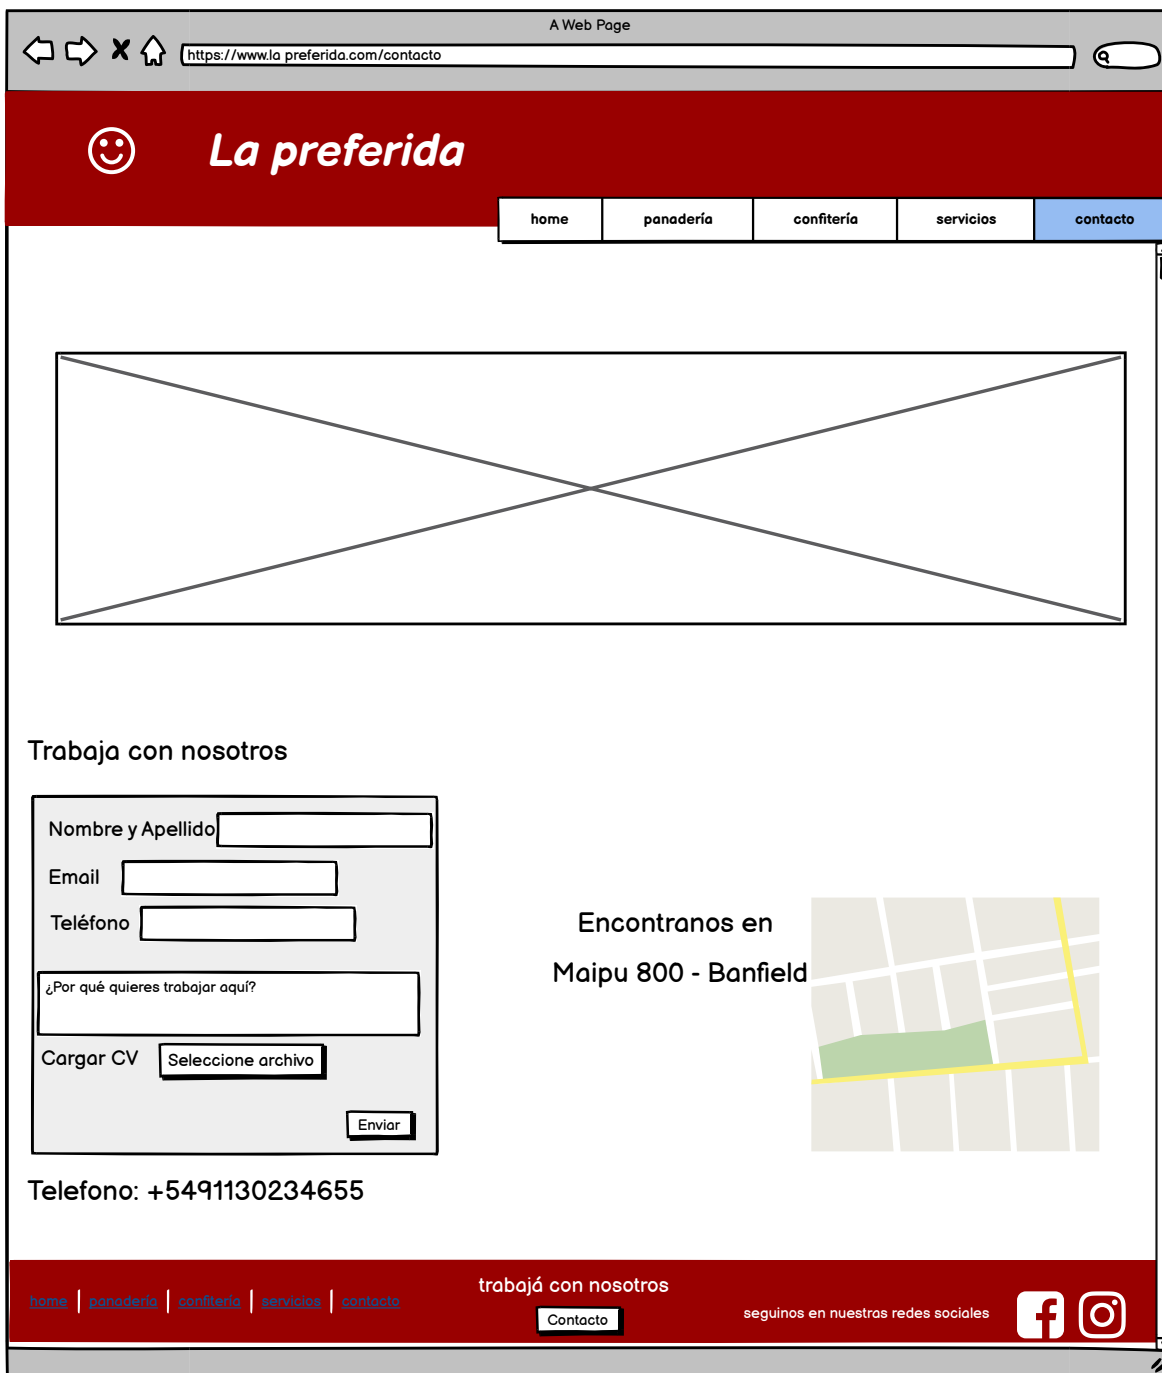 A Web Page
https://www.la preferida.com/contacto
La preferida
home panadería confitería servicios contacto
Trabaja con nosotros
Nombre y Apellido
Email
Teléfono
¿Por qué quieres trabajar aquí?
Cargar CV Seleccione archivo
Enviar
Encontranos en
Maipu 800 - Banfield
Telefono: +5491130234655
home panadería confitería servicios contacto
trabajá con nosotros
Contacto
seguinos en nuestras redes sociales